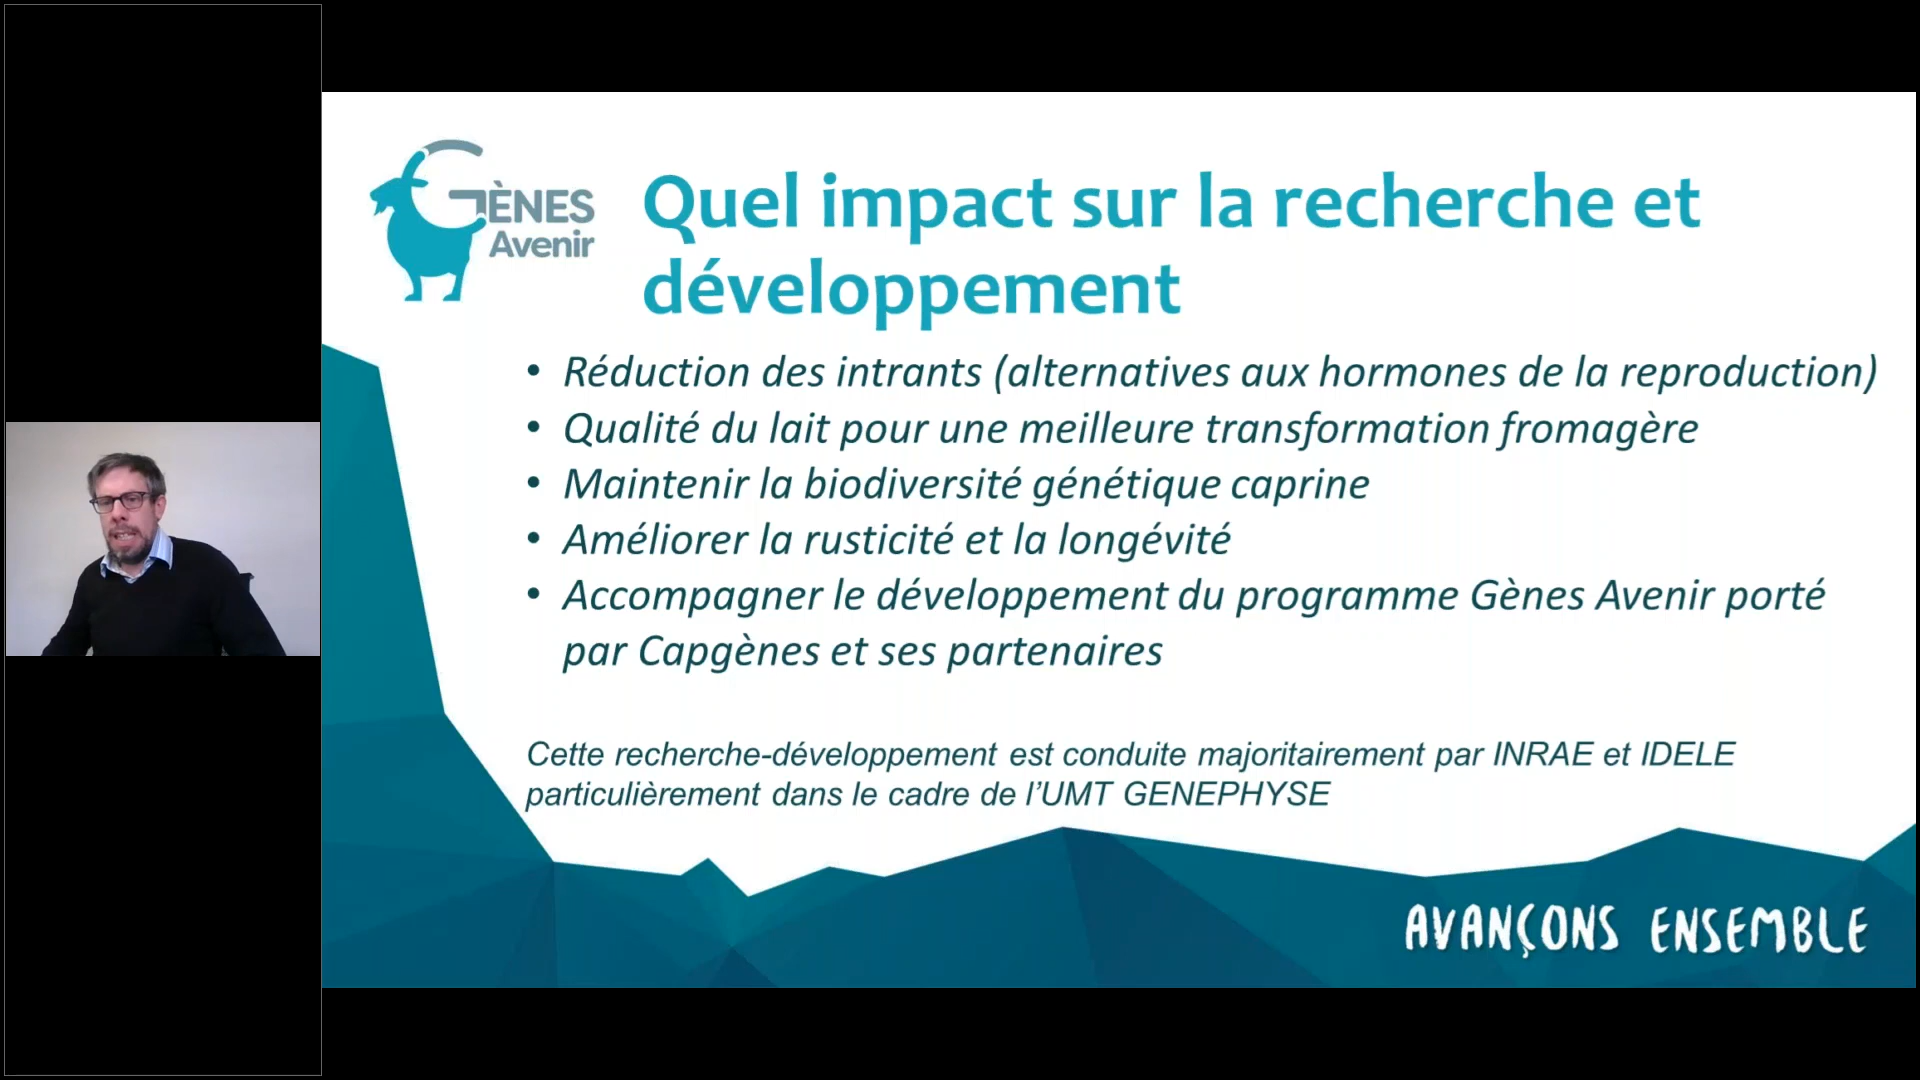 GÈNES
Avenir
Quel impact sur la recherche et
développement
• Réduction des intrants (alternatives aux hormones de la reproduction)
• Qualité du lait pour une meilleure transformation fromagère
• Maintenir la biodiversité génétique caprine
• Améliorer la rusticité et la longévité
• Accompagner le développement du programme Gènes Avenir porté
par Capgènes et ses partenaires
Cette recherche-développement est conduite majoritairement par INRAE et IDELE
particulièrement dans le cadre de l’UMT GENEPHYSE
AVANÇONS ENSEMBLE